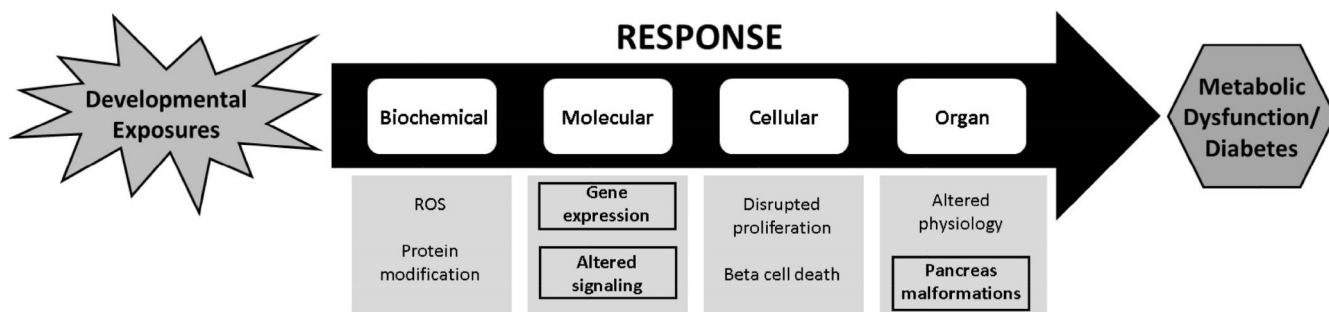 RESPONSE
Developmental
Exposures
Biochemical
Molecular
Cellular
Organ
Metabolic
Dysfunction/
Diabetes
ROS
Protein
modification
Gene
expression
Altered
signaling
Disrupted
proliferation
Beta cell death
Altered
physiology
Pancreas
malformations